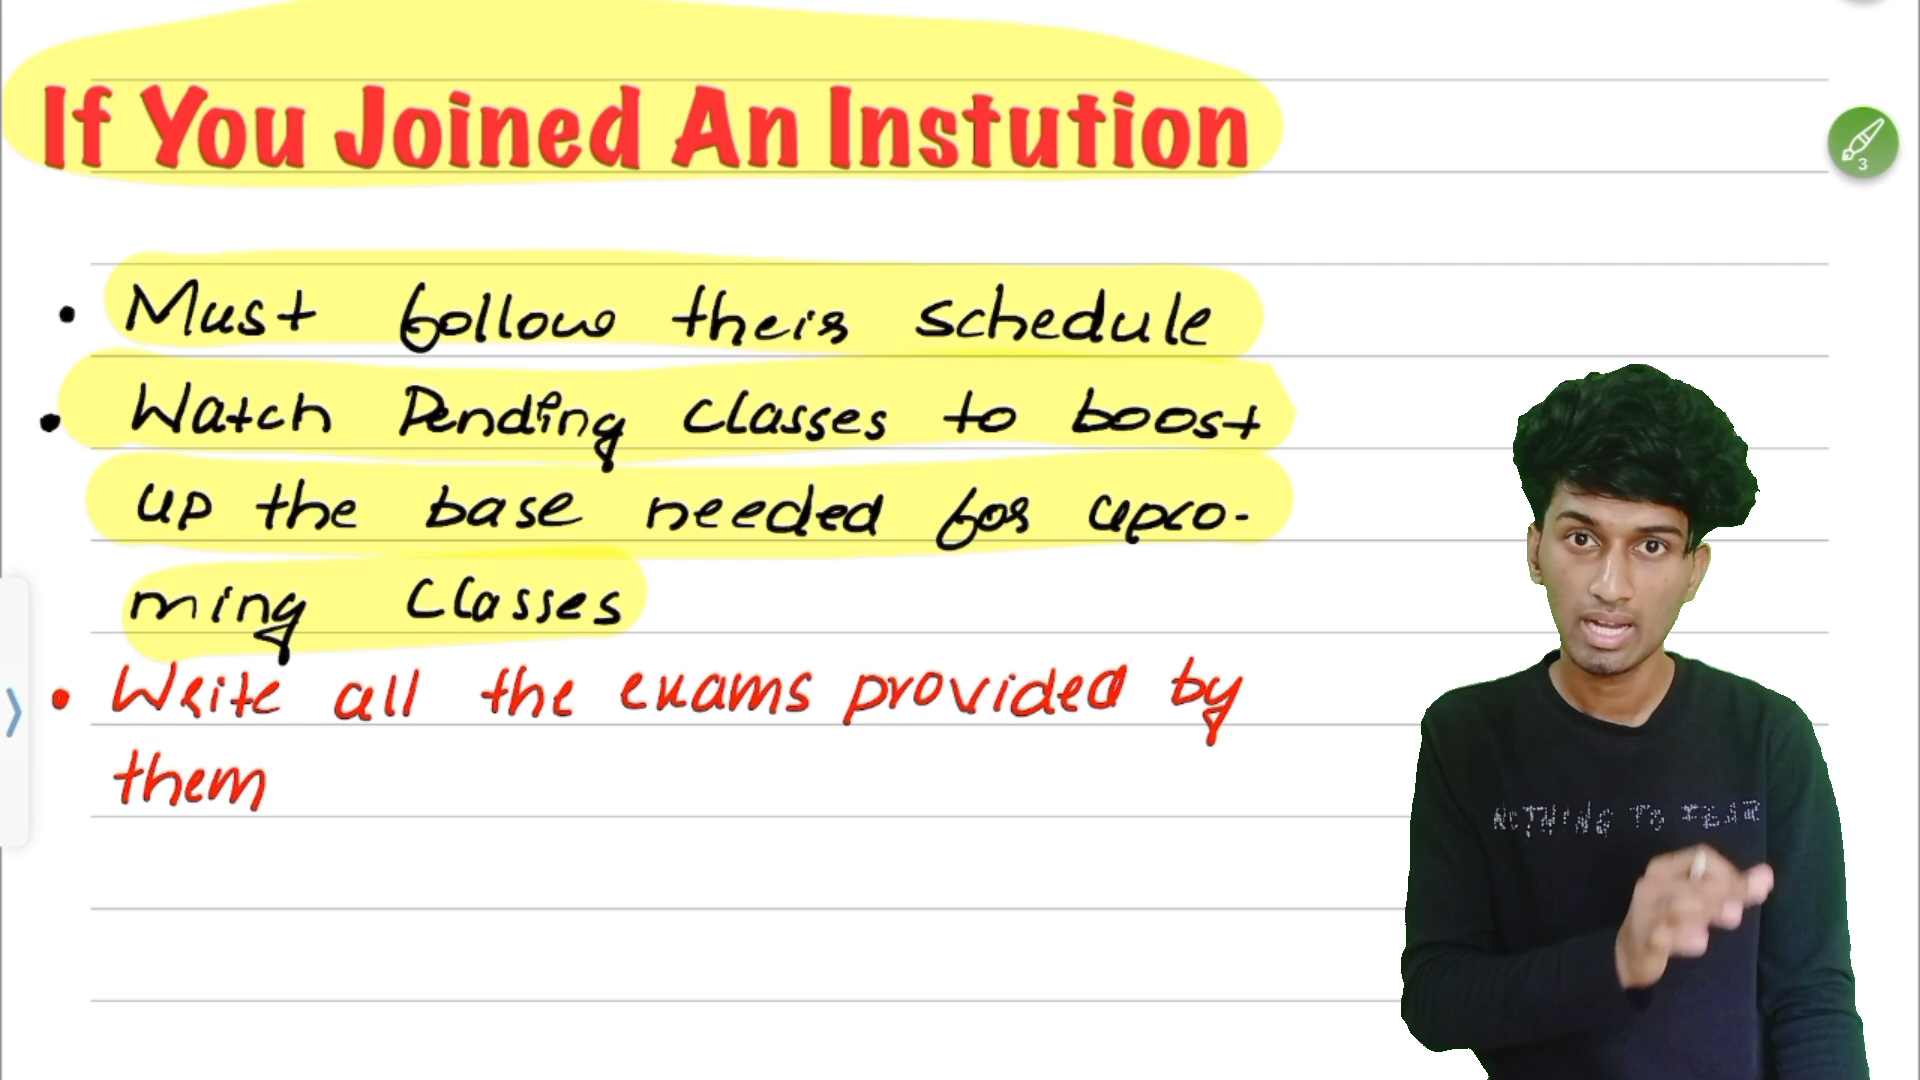 If You Joined An Instution
• Must follow their schedule
• Watch Pending classes to boost
up the base needed for upco-
ming classes
• Write all the exams provided by
them
NOTHING TO FEAR
3